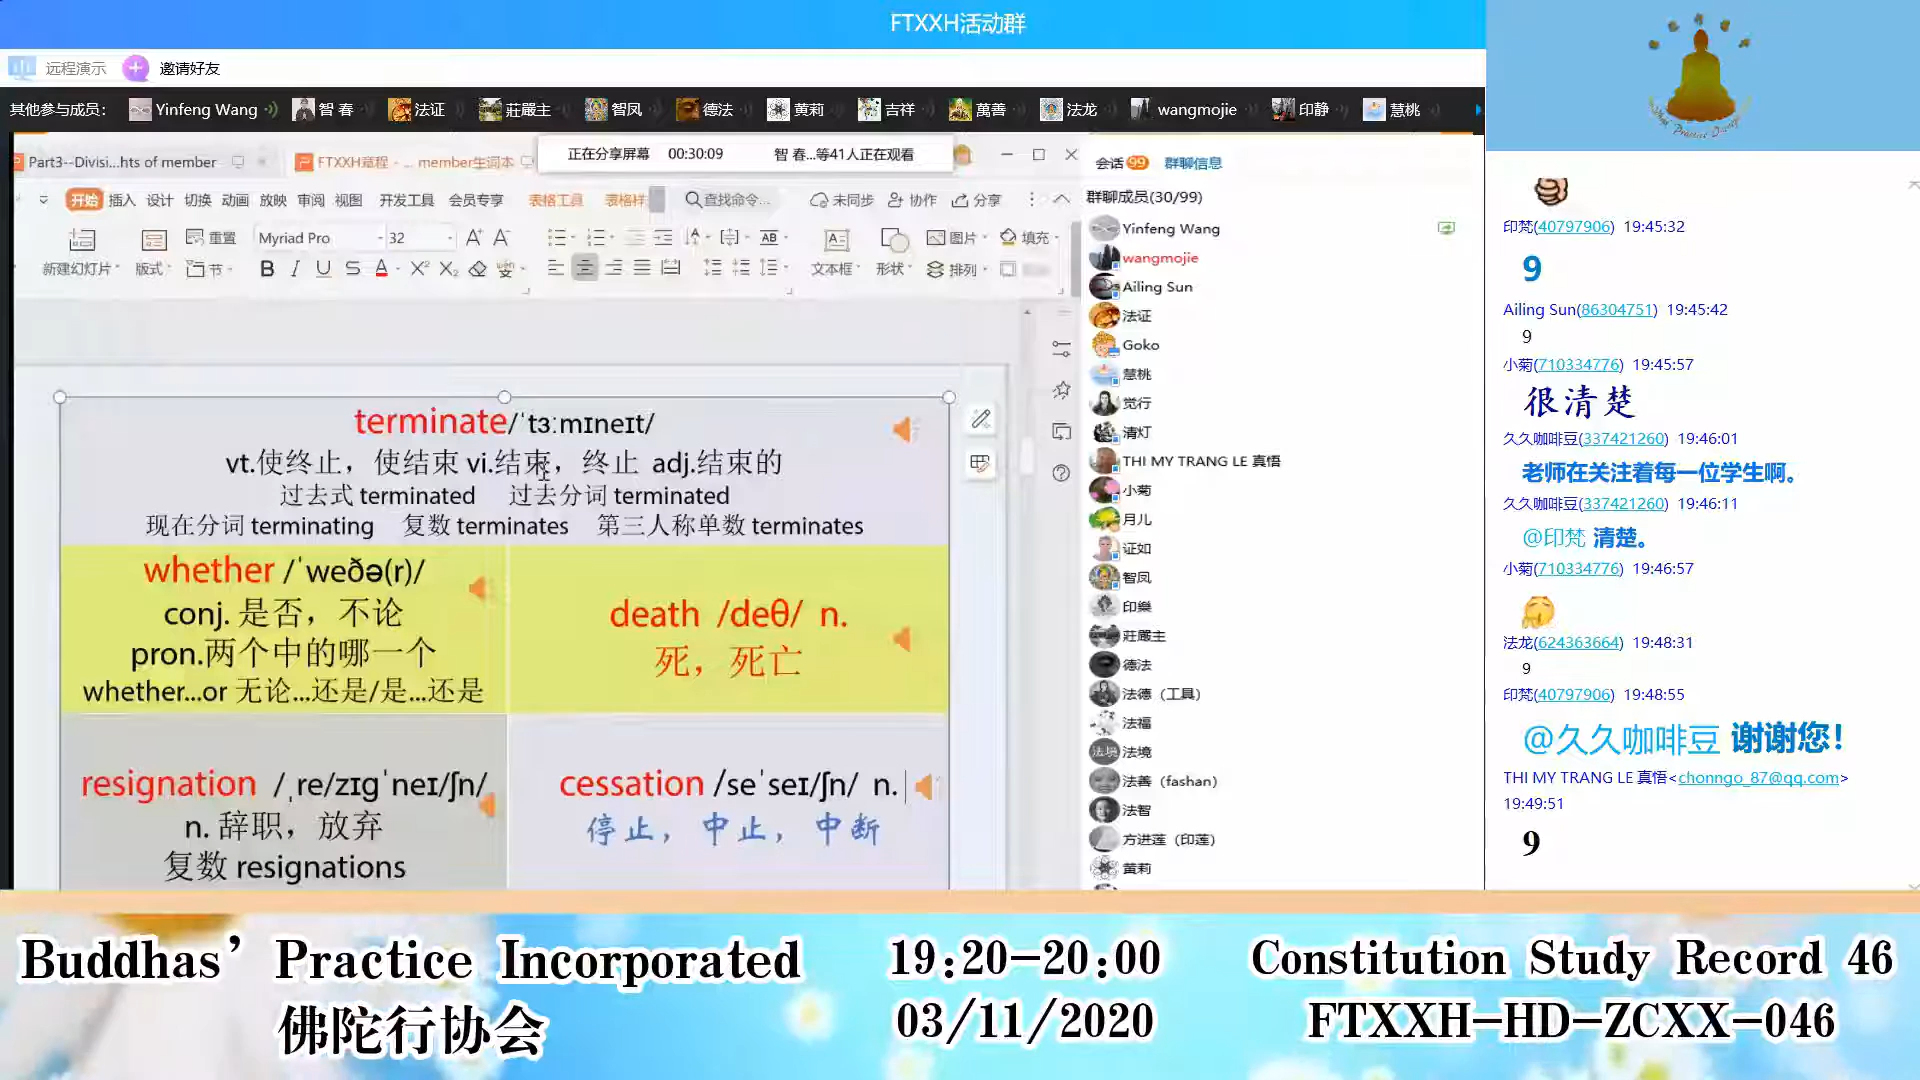 FTXXH活动群
远程演示 邀请好友
其他参与成员： Yinfeng Wang 智 春 法证 莊嚴主 智凤 德法 黄莉 吉祥 萬善 法龙 wangmojie 印静 慧桃
Part3--Divisi...hts of member FTXXH章程 - ... member生词本
正在分享屏幕 00:30:09 智 春...等41人正在观看
开始 插入 设计 切换 动画 放映 审阅 视图 开发工具 会员专享 表格工具 表格样 查找命令... 未同步 协作 分享
重置 Myriad Pro 32 图片 填充
新建幻灯片 版式 节 文本框 形状 排列
terminate/ˈtɜːmɪneɪt/
vt.使终止，使结束 vi.结束，终止 adj.结束的
过去式 terminated 过去分词 terminated
现在分词 terminating 复数 terminates 第三人称单数 terminates
whether /ˈweðə(r)/
conj. 是否，不论
pron.两个中的哪一个
whether...or 无论...还是/是...还是
death /deθ/ n.
死，死亡
resignation /ˌre/zɪɡˈneɪ/ʃn/
n. 辞职，放弃
复数 resignations
cessation /seˈseɪ/ʃn/ n.
停止，中止，中断
会话 99 群聊信息
群聊成员(30/99)
Yinfeng Wang
wangmojie
Ailing Sun
法证
Goko
慧桃
觉行
清灯
THI MY TRANG LE 真悟
小菊
月儿
证如
智凤
印樂
莊嚴主
德法
法德（工具）
法福
法境
法善（fashan）
法智
方进莲（印莲）
黄莉
印梵(40797906) 19:45:32
9
Ailing Sun(86304751) 19:45:42
9
小菊(710334776) 19:45:57
很清楚
久久咖啡豆(337421260) 19:46:01
老师在关注着每一位学生啊。
久久咖啡豆(337421260) 19:46:11
@印梵 清楚。
小菊(710334776) 19:46:57
法龙(624363664) 19:48:31
9
印梵(40797906) 19:48:55
@久久咖啡豆 谢谢您！
THI MY TRANG LE 真悟<chonngo_87@qq.com>
19:49:51
9
Buddhas' Practice Incorporated
佛陀行协会
19:20-20:00
03/11/2020
Constitution Study Record 46
FTXXH-HD-ZCXX-046